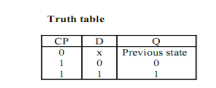 Truth table
CP D Q
0 x Previous state
1 0 0
1 1 1